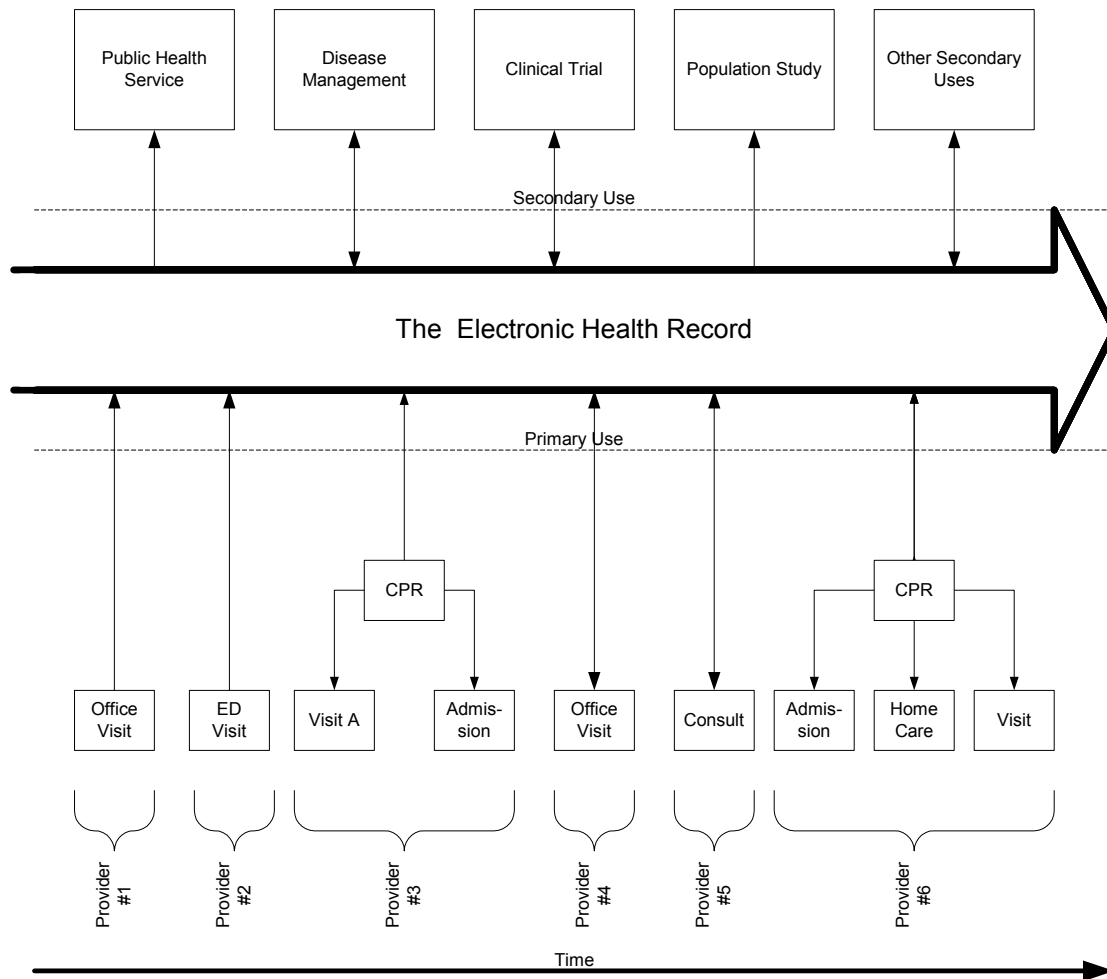 Public Health
Service
Disease
Management
Clinical Trial
Population Study
Other Secondary
Uses
Secondary Use
The Electronic Health Record
Primary Use
CPR
CPR
Office
Visit
ED
Visit
Visit A
Admis-
sion
Office
Visit
Consult
Admis-
sion
Home
Care
Visit
Provider
#1
Provider
#2
Provider
#3
Provider
#4
Provider
#5
Provider
#6
Time